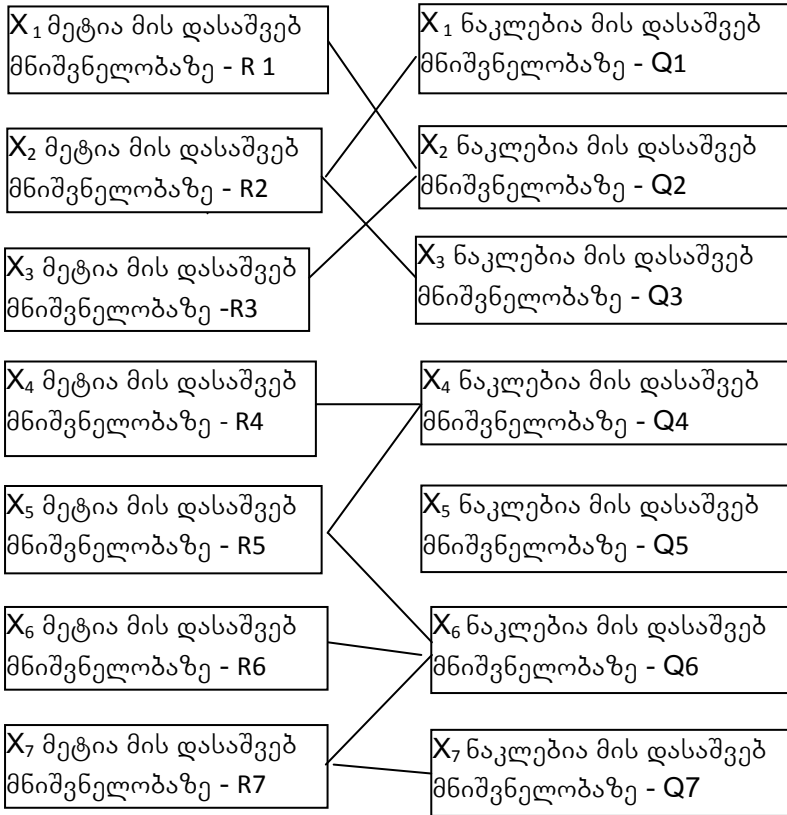 X₁ მეტია მის დასაშვებ
მნიშვნელობაზე - R 1
X₁ ნაკლებია მის დასაშვებ
მნიშვნელობაზე - Q1
X₂ მეტია მის დასაშვებ
მნიშვნელობაზე - R2
X₂ ნაკლებია მის დასაშვებ
მნიშვნელობაზე - Q2
X₃ მეტია მის დასაშვებ
მნიშვნელობაზე -R3
X₃ ნაკლებია მის დასაშვებ
მნიშვნელობაზე - Q3
X₄ მეტია მის დასაშვებ
მნიშვნელობაზე - R4
X₄ ნაკლებია მის დასაშვებ
მნიშვნელობაზე - Q4
X₅ მეტია მის დასაშვებ
მნიშვნელობაზე - R5
X₅ ნაკლებია მის დასაშვებ
მნიშვნელობაზე - Q5
X₆ მეტია მის დასაშვებ
მნიშვნელობაზე - R6
X₆ ნაკლებია მის დასაშვებ
მნიშვნელობაზე - Q6
X₇ მეტია მის დასაშვებ
მნიშვნელობაზე - R7
X₇ ნაკლებია მის დასაშვებ
მნიშვნელობაზე - Q7